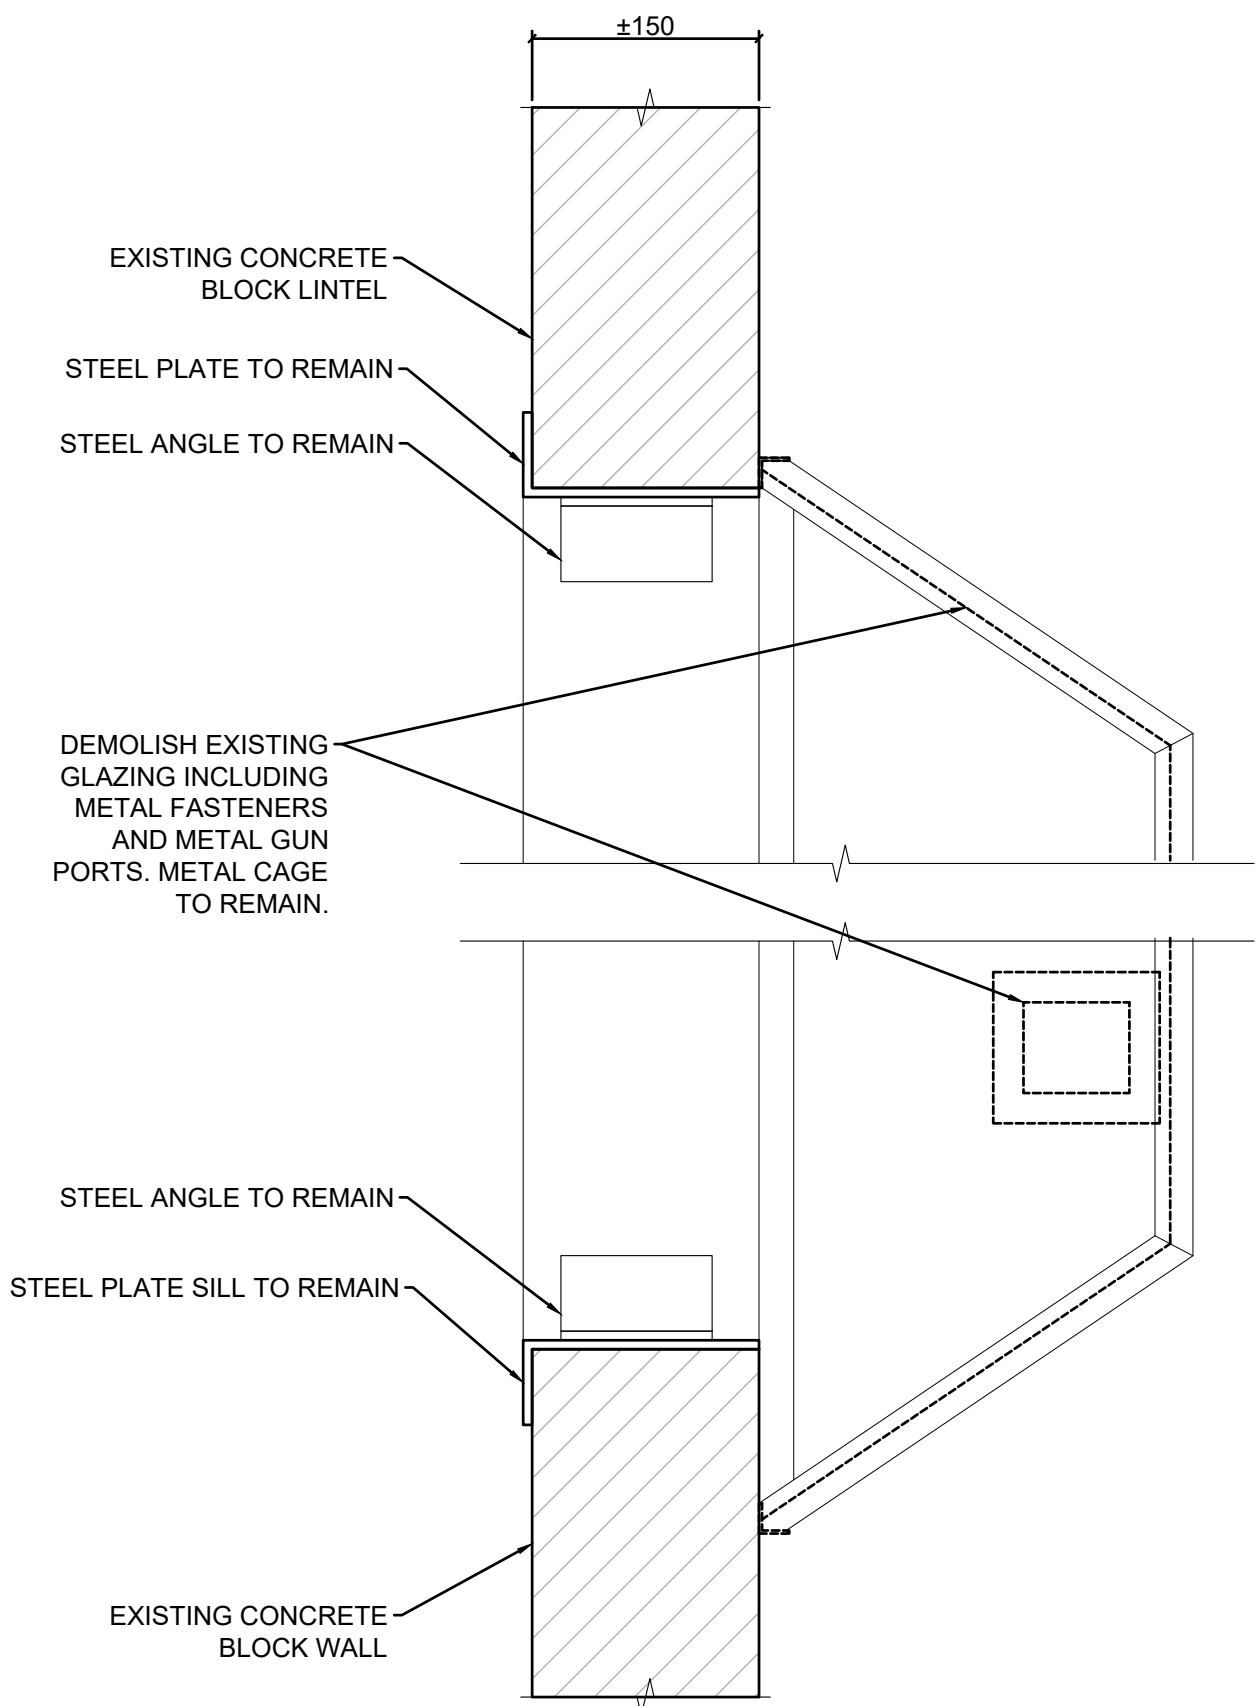 ±150
EXISTING CONCRETE
BLOCK LINTEL
STEEL PLATE TO REMAIN
STEEL ANGLE TO REMAIN
DEMOLISH EXISTING
GLAZING INCLUDING
METAL FASTENERS
AND METAL GUN
PORTS. METAL CAGE
TO REMAIN.
STEEL ANGLE TO REMAIN
STEEL PLATE SILL TO REMAIN
EXISTING CONCRETE
BLOCK WALL